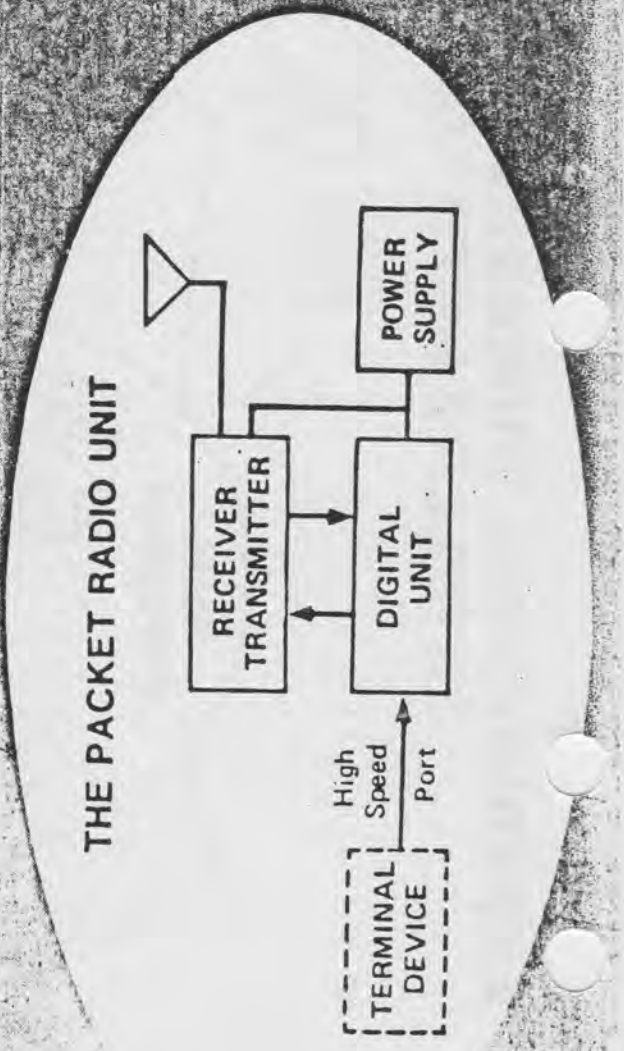 THE PACKET RADIO UNIT
RECEIVER
TRANSMITTER
High
Speed
Port
TERMINAL
DEVICE
DIGITAL
UNIT
POWER
SUPPLY